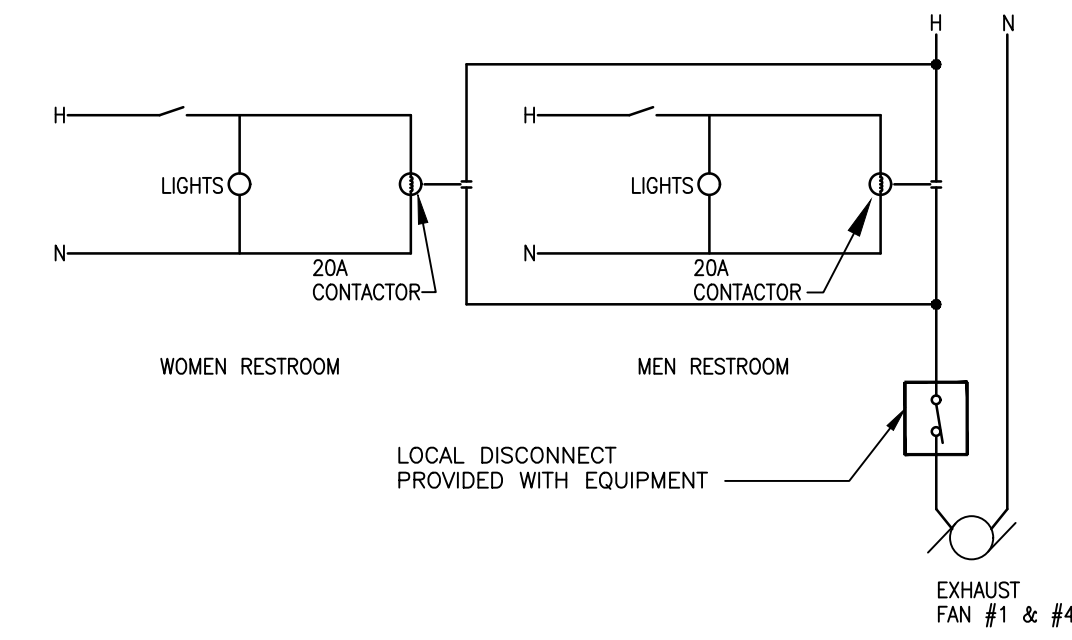 H N
H
H
LIGHTS
LIGHTS
N
N
20A
CONTACTOR
20A
CONTACTOR
WOMEN RESTROOM
MEN RESTROOM
LOCAL DISCONNECT
PROVIDED WITH EQUIPMENT
EXHAUST
FAN #1 & #4